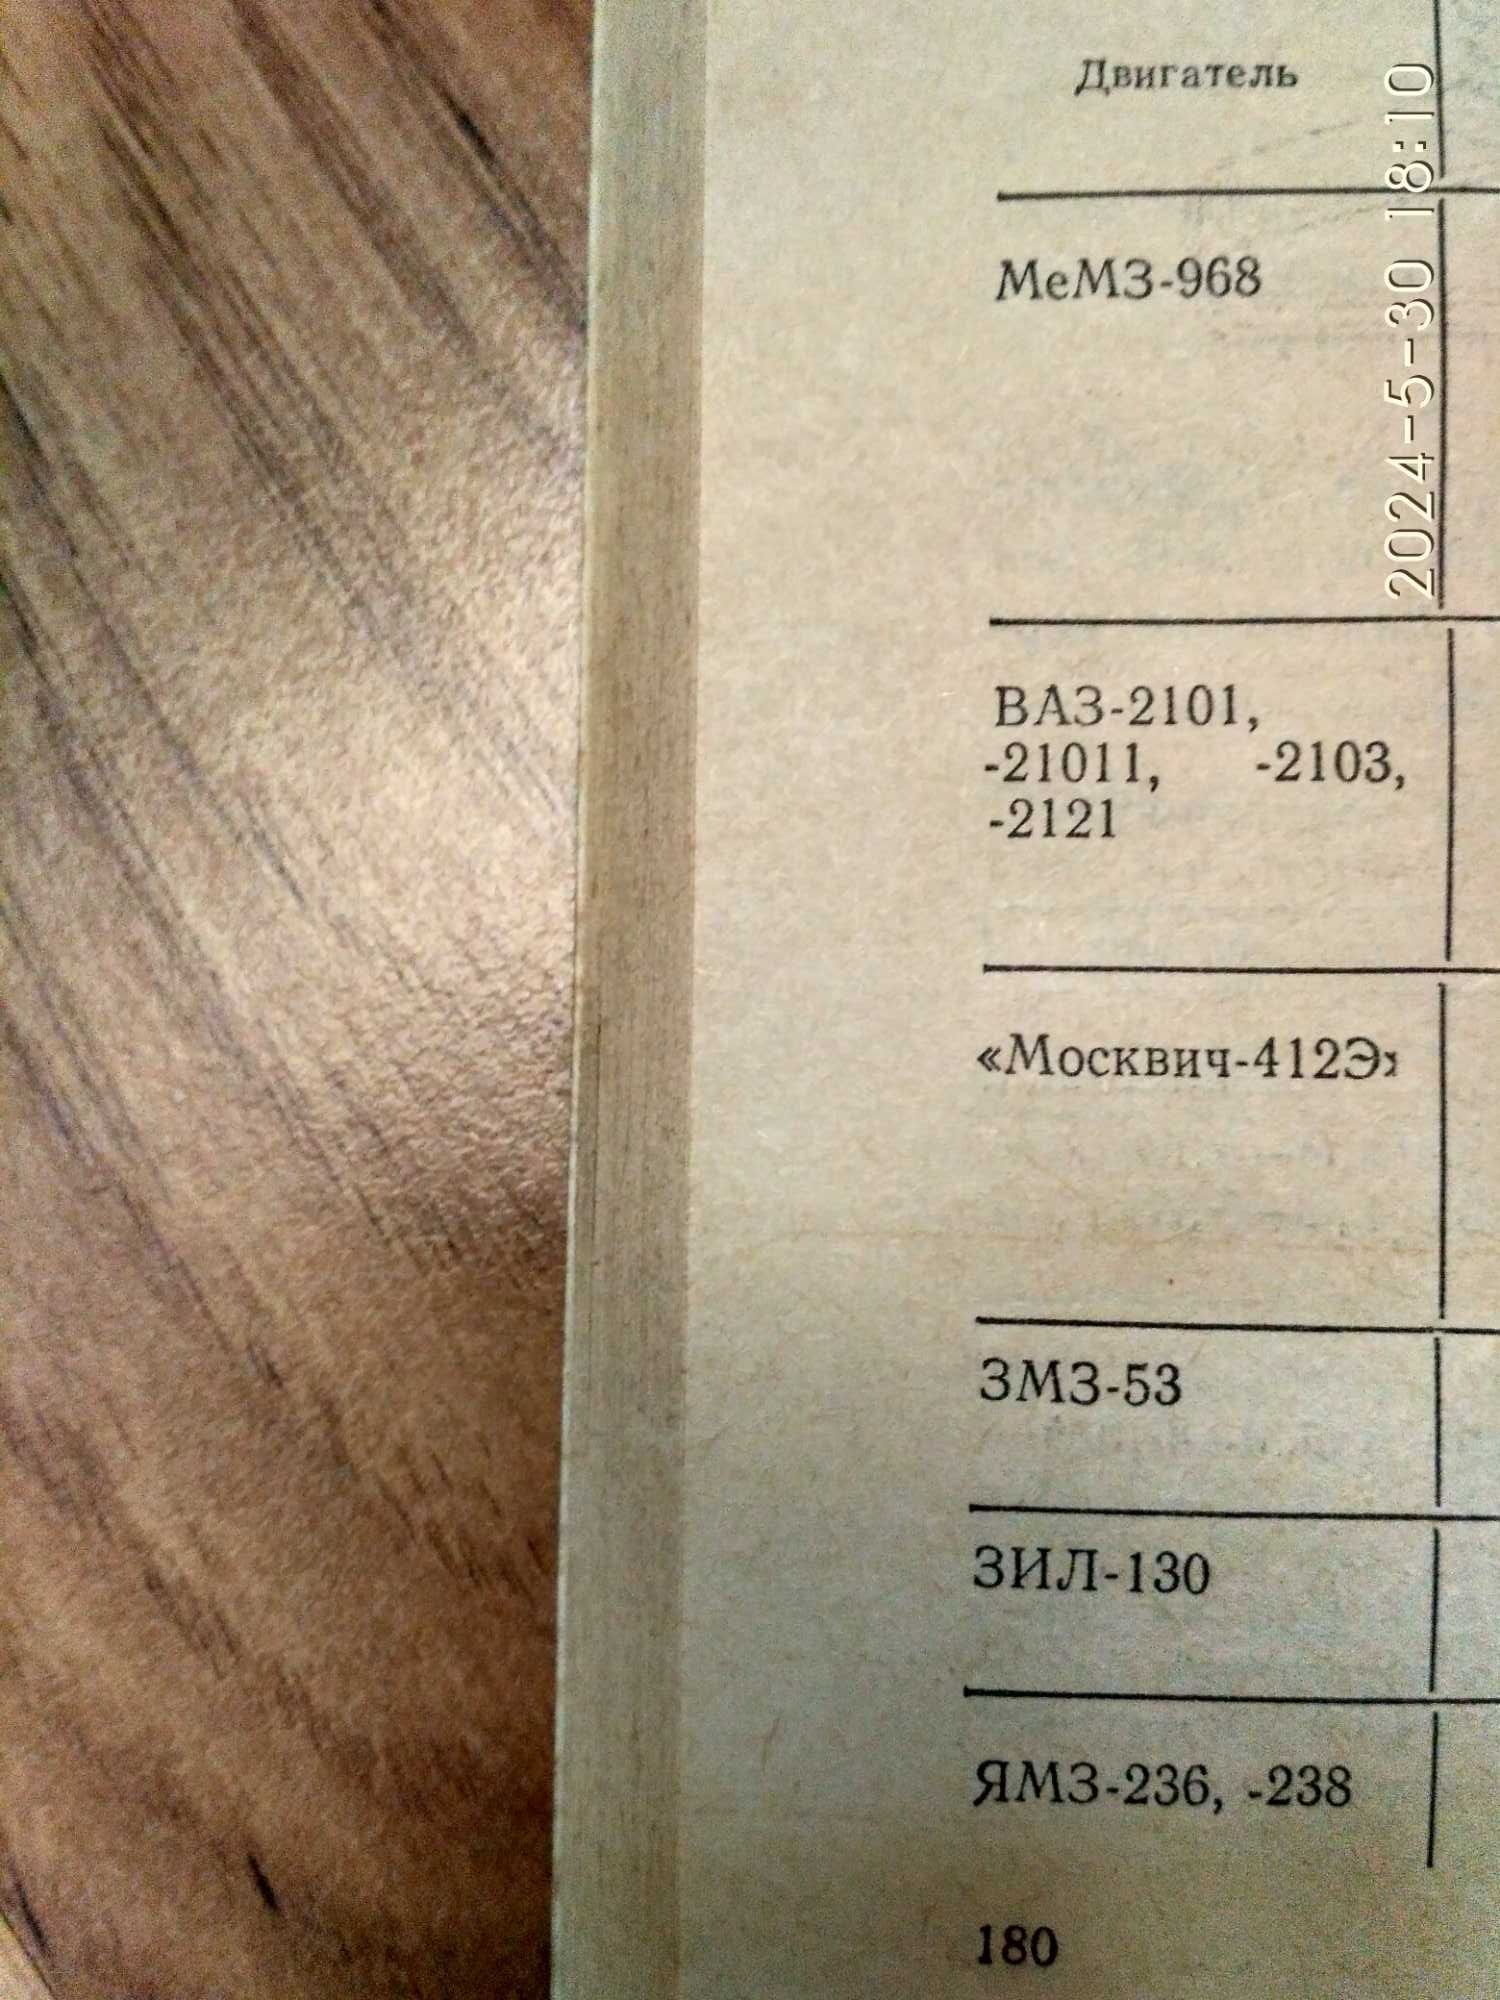 Двигатель
МеМЗ-968
ВАЗ-2101,
-21011, -2103,
-2121
«Москвич-412Э»
ЗМЗ-53
ЗИЛ-130
ЯМЗ-236, -238
180
2024-5-30 18:10